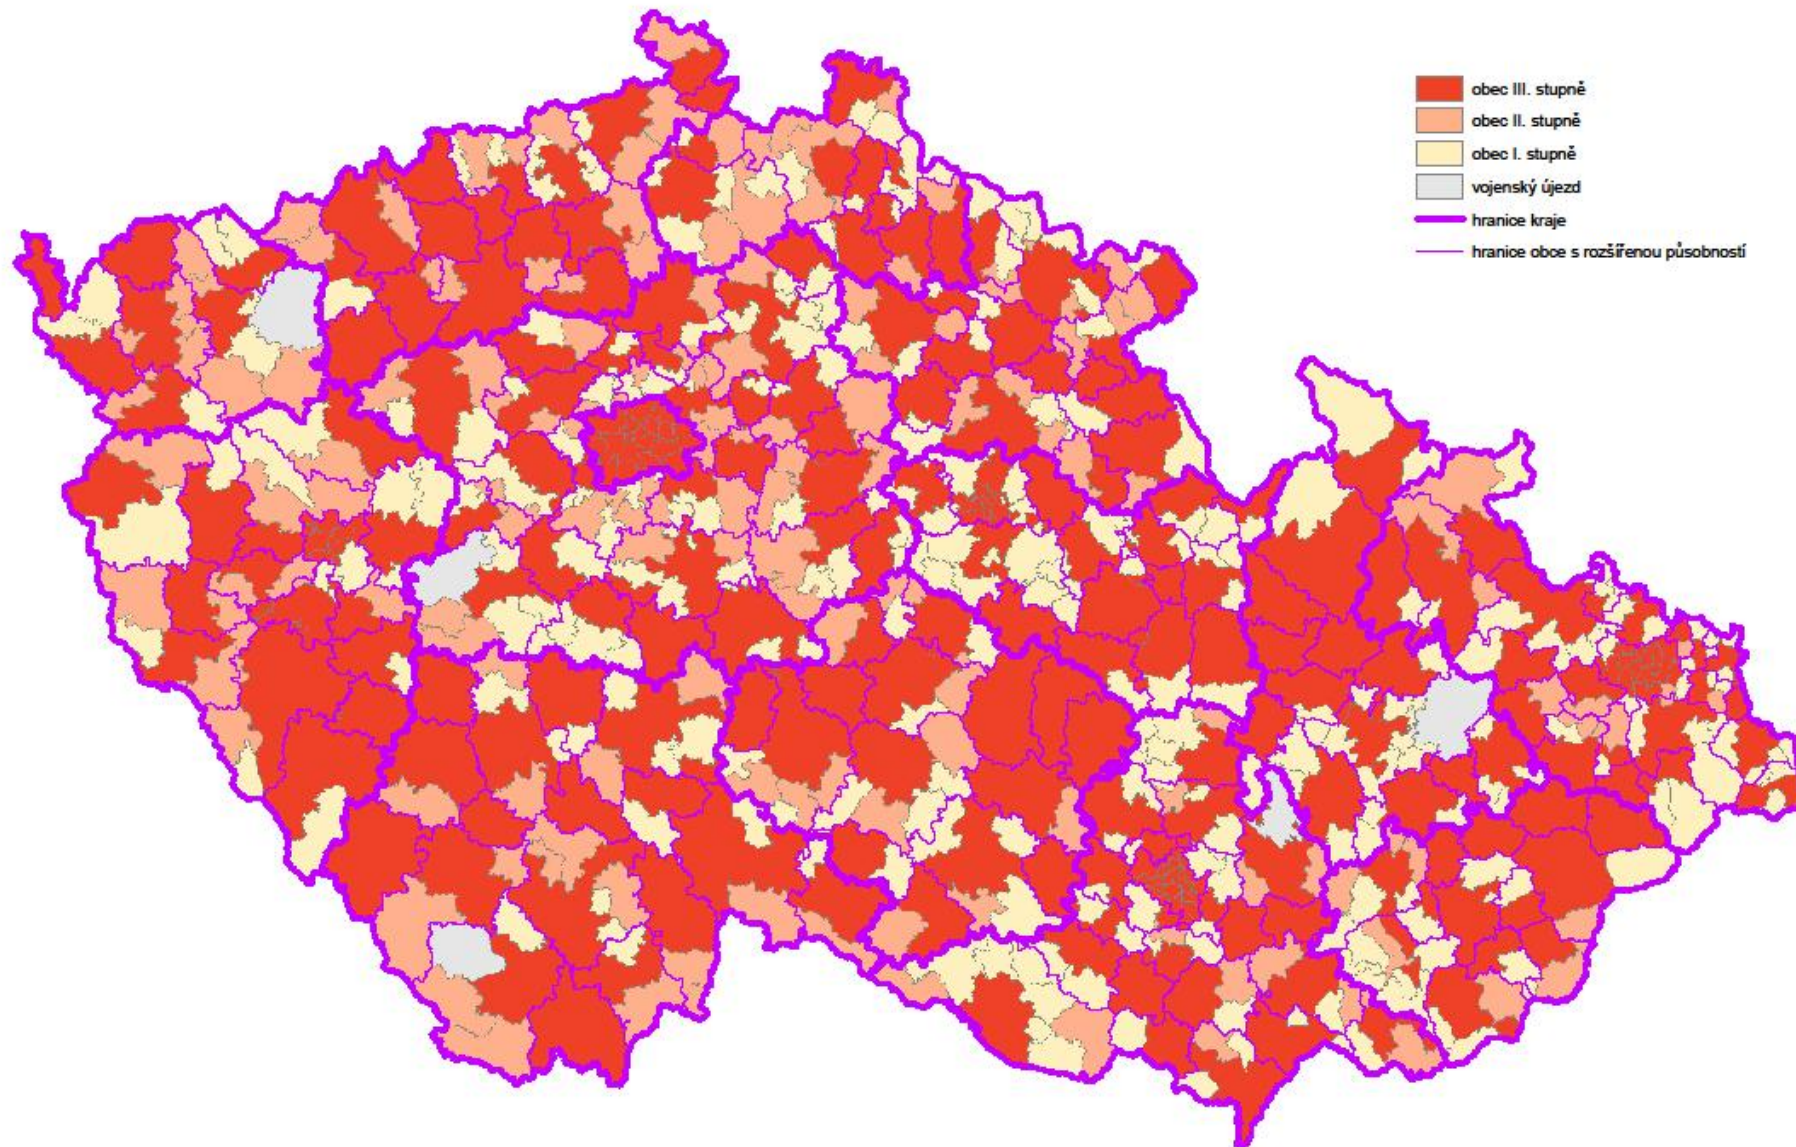 obec III. stupně
obec II. stupně
obec I. stupně
vojenský újezd
hranice kraje
hranice obce s rozšířenou působností